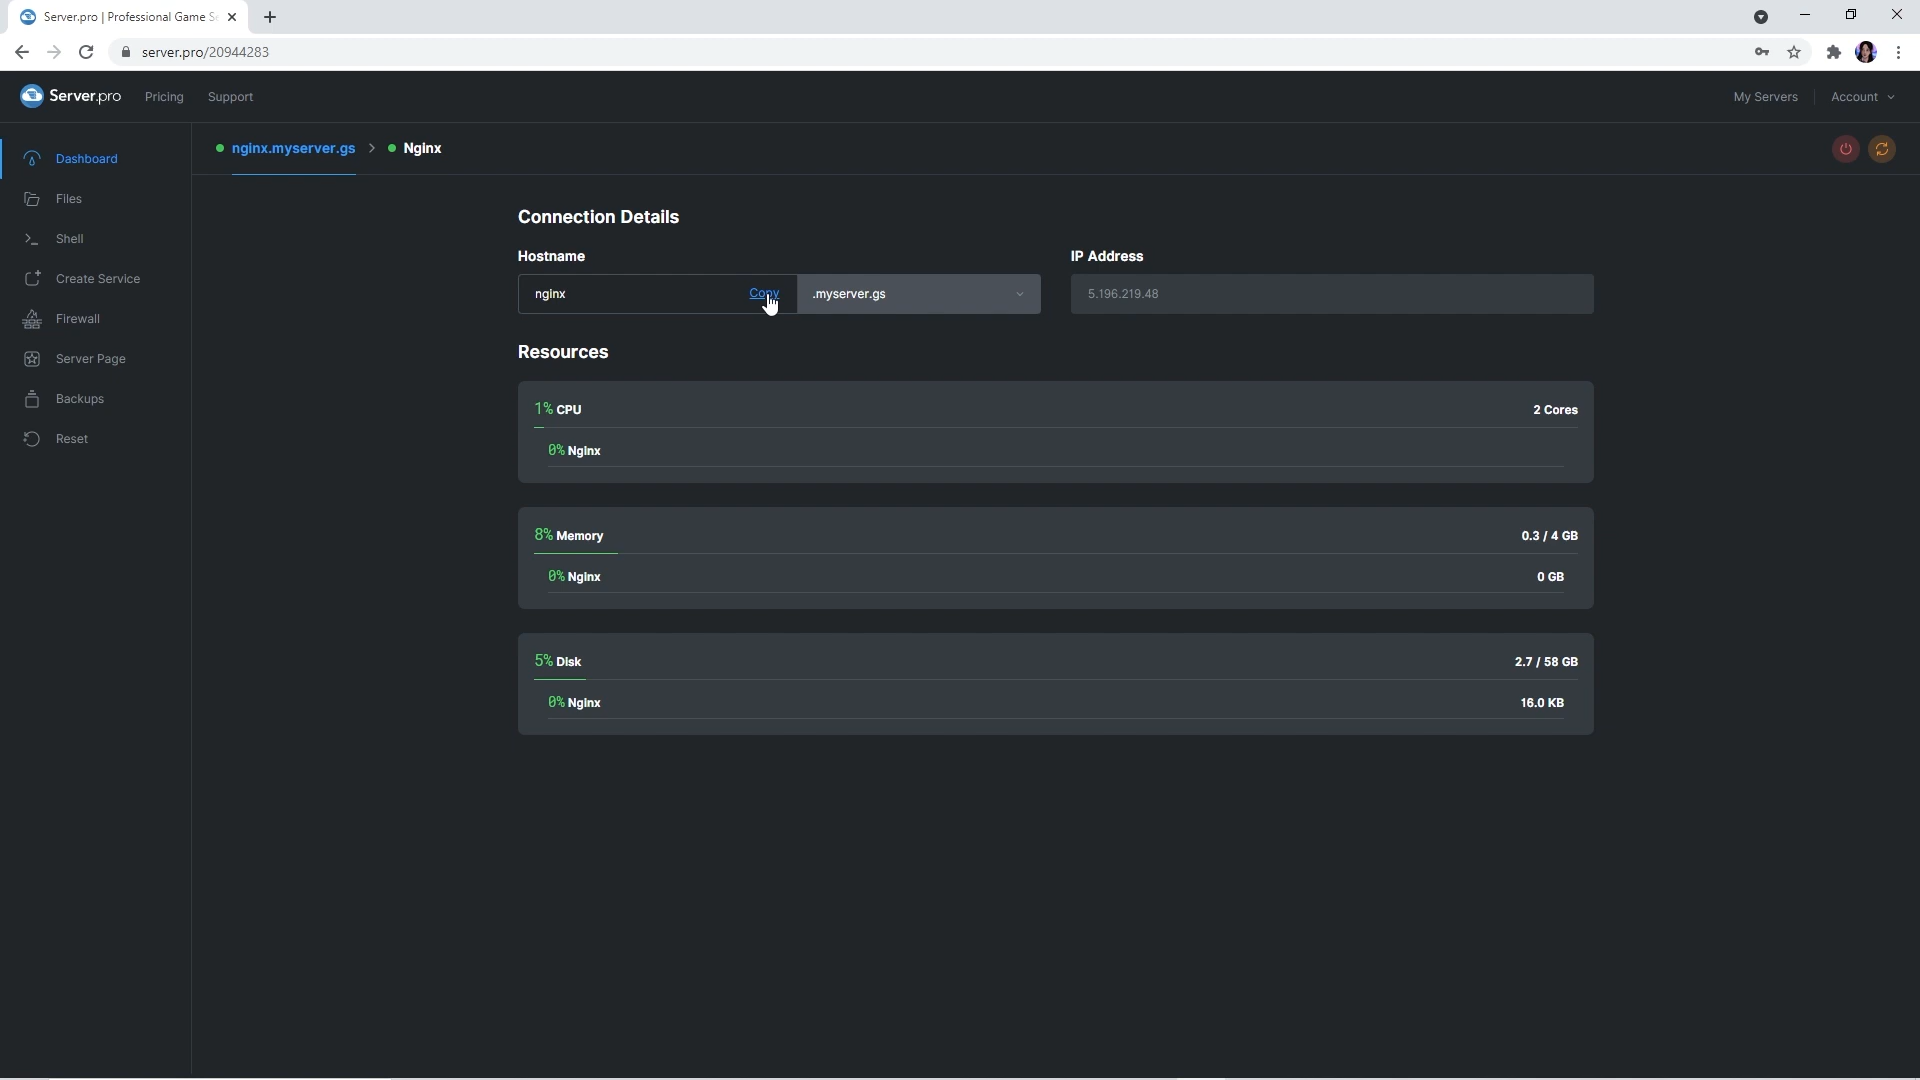 Server.pro | Professional Game S
server.pro/20944283
Server.pro
Pricing
Support
My Servers
Account
Dashboard
Files
Shell
Create Service
Firewall
Server Page
Backups
Reset
nginx.myserver.gs > Nginx
Connection Details
Hostname
IP Address
nginx
Copy
.myserver.gs
5.196.219.48
Resources
1% CPU
2 Cores
0% Nginx
8% Memory
0.3 / 4 GB
0% Nginx
0 GB
5% Disk
2.7 / 58 GB
0% Nginx
16.0 KB